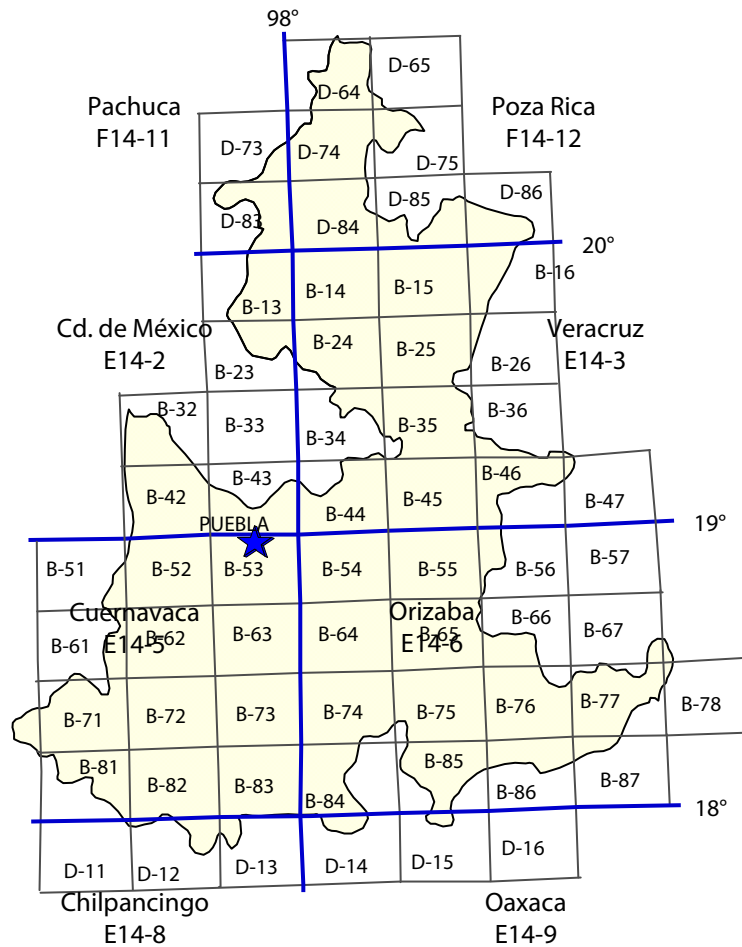 98°
D-65
D-64
Pachuca
F14-11
Poza Rica
F14-12
D-73
D-74
D-75
D-83
D-84
D-85
D-86
20°
B-13
B-14
B-15
B-16
Cd. de México
E14-2
Veracruz
E14-3
B-23
B-24
B-25
B-26
B-32
B-33
B-34
B-35
B-36
B-42
B-43
B-44
B-45
B-46
B-47
PUEBLA
19°
B-51
B-52
B-53
B-54
B-55
B-56
B-57
Cuernavaca
E14-5
Orizaba
E14-6
B-61
B-62
B-63
B-64
B-65
B-66
B-67
B-71
B-72
B-73
B-74
B-75
B-76
B-77
B-78
B-81
B-82
B-83
B-84
B-85
B-86
B-87
18°
D-11
D-12
D-13
D-14
D-15
D-16
Chilpancingo
E14-8
Oaxaca
E14-9